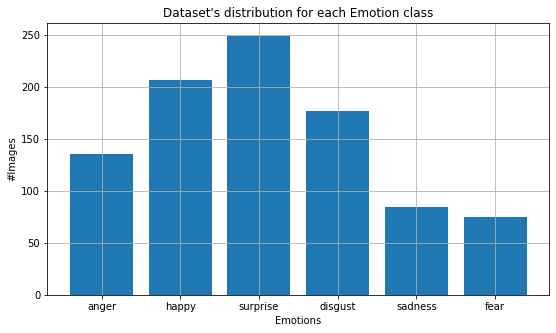 Dataset's distribution for each Emotion class
250
200
150
100
50
0
#Images
anger happy surprise disgust sadness fear
Emotions